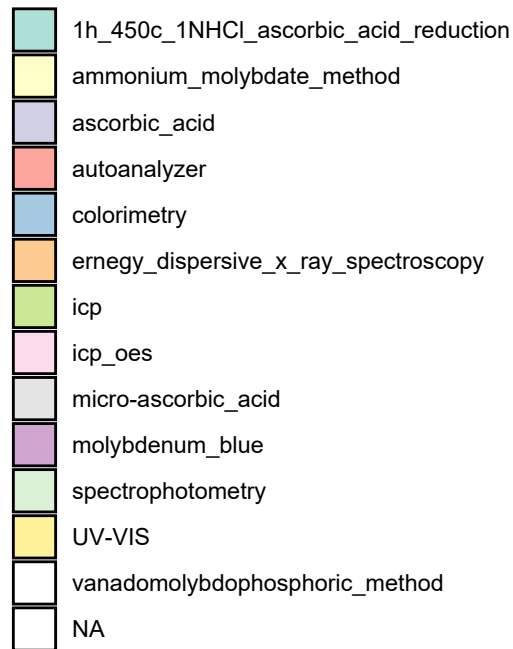 1h_450c_1NHCl_ascorbic_acid_reduction
ammonium_molybdate_method
ascorbic_acid
autoanalyzer
colorimetry
ernegy_dispersive_x_ray_spectroscopy
icp
icp_oes
micro-ascorbic_acid
molybdenum_blue
spectrophotometry
UV-VIS
vanadomolybdophosphoric_method
NA